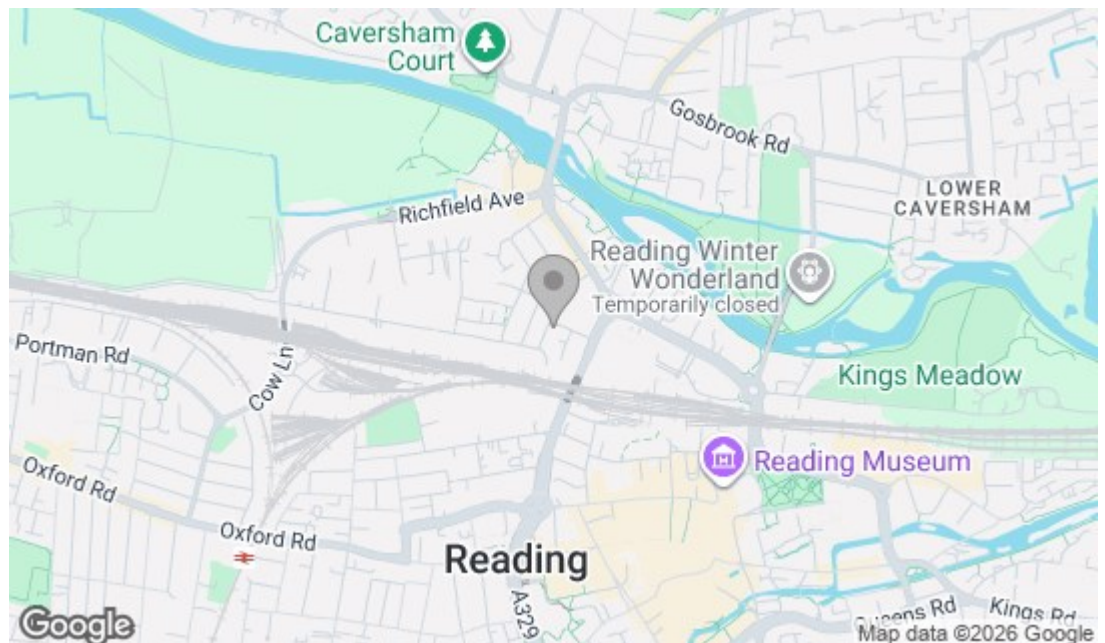 Caversham
Court
Gosbrook Rd
LOWER
CAVERSHAM
Richfield Ave
Reading Winter
Wonderland
Temporarily closed
Portman Rd
Cow Ln
Kings Meadow
Reading Museum
Oxford Rd
Oxford Rd
Reading
A329
Queens Rd
Kings Rd
Google
Map data ©2026 Google